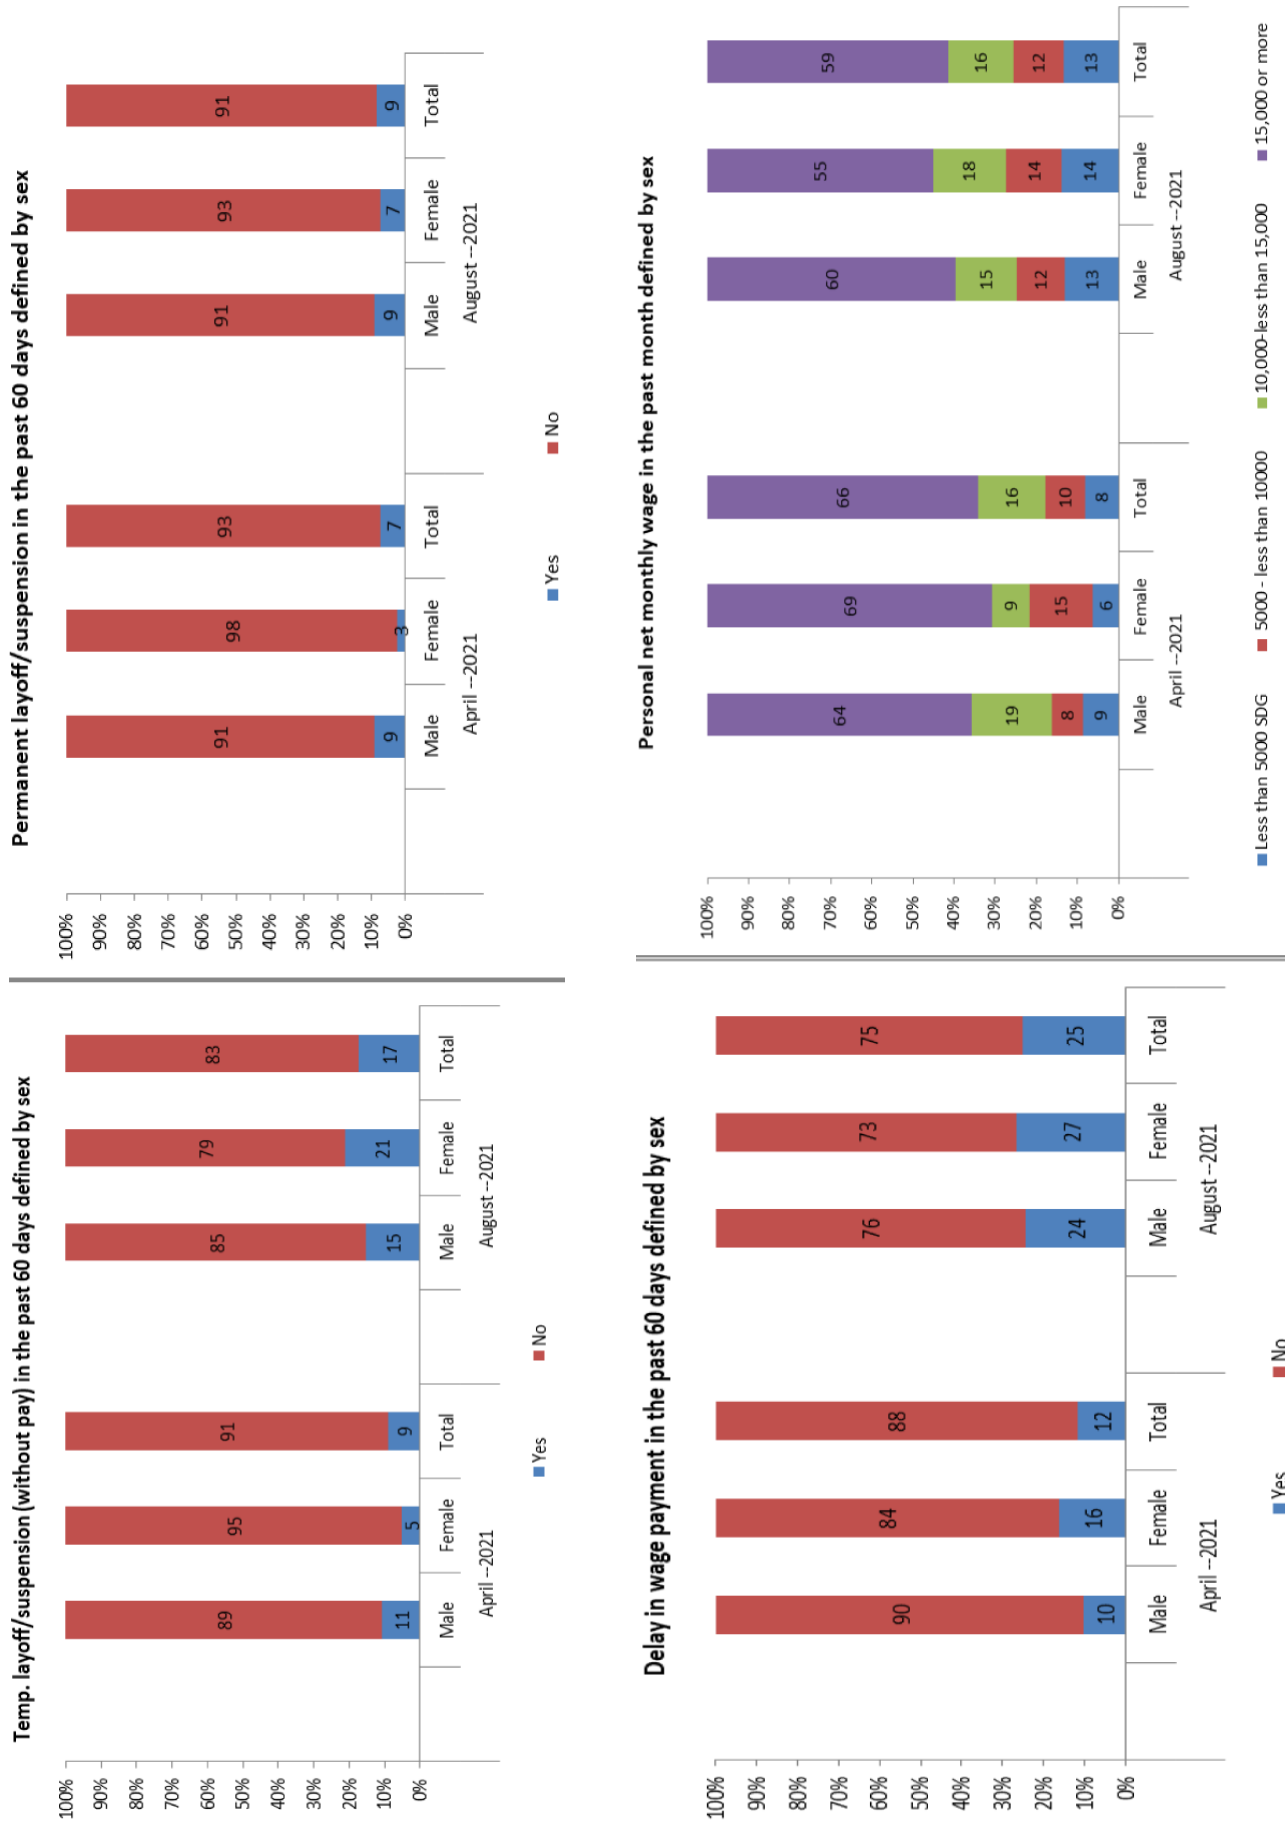 Temp. layoff/suspension (without pay) in the past 60 days defined by sex
100%
90%
80%
70%
60%
50%
40%
30%
20%
10%
0%
89 95 91 85 79 83
11 5 9 15 21 17
Male Female Total Male Female Total
April --2021 August --2021
Yes No
Permanent layoff/suspension in the past 60 days defined by sex
100%
90%
80%
70%
60%
50%
40%
30%
20%
10%
0%
91 98 93 91 93 91
9 3 7 9 7 9
Male Female Total Male Female Total
April --2021 August --2021
Yes No
Delay in wage payment in the past 60 days defined by sex
100%
90%
80%
70%
60%
50%
40%
30%
20%
10%
0%
90 84 88 76 73 75
10 16 12 24 27 25
Male Female Total Male Female Total
April --2021 August --2021
Yes No
Personal net monthly wage in the past month defined by sex
100%
90%
80%
70%
60%
50%
40%
30%
20%
10%
0%
64 69 66 60 55 59
19 9 16 15 18 16
8 15 10 12 14 12
9 6 8 13 14 13
Male Female Total Male Female Total
April --2021 August --2021
Less than 5000 SDG 5000 - less than 10000 10,000-less than 15,000 15,000 or more